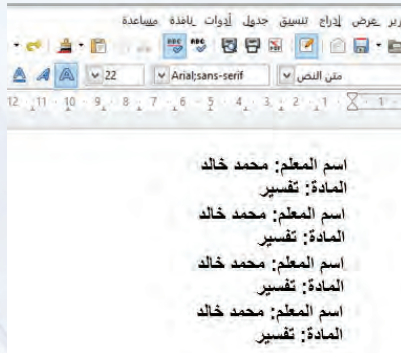 رير عرض إدراج تنسيق جدول أدوات نافذة مساعدة
متن النص Arial;sans-serif 22
1 1 2 3 4 5 6 7 8 9 10 11 12
اسم المعلم: محمد خالد
المادة: تفسير
اسم المعلم: محمد خالد
المادة: تفسير
اسم المعلم: محمد خالد
المادة: تفسير
اسم المعلم: محمد خالد
المادة: تفسير